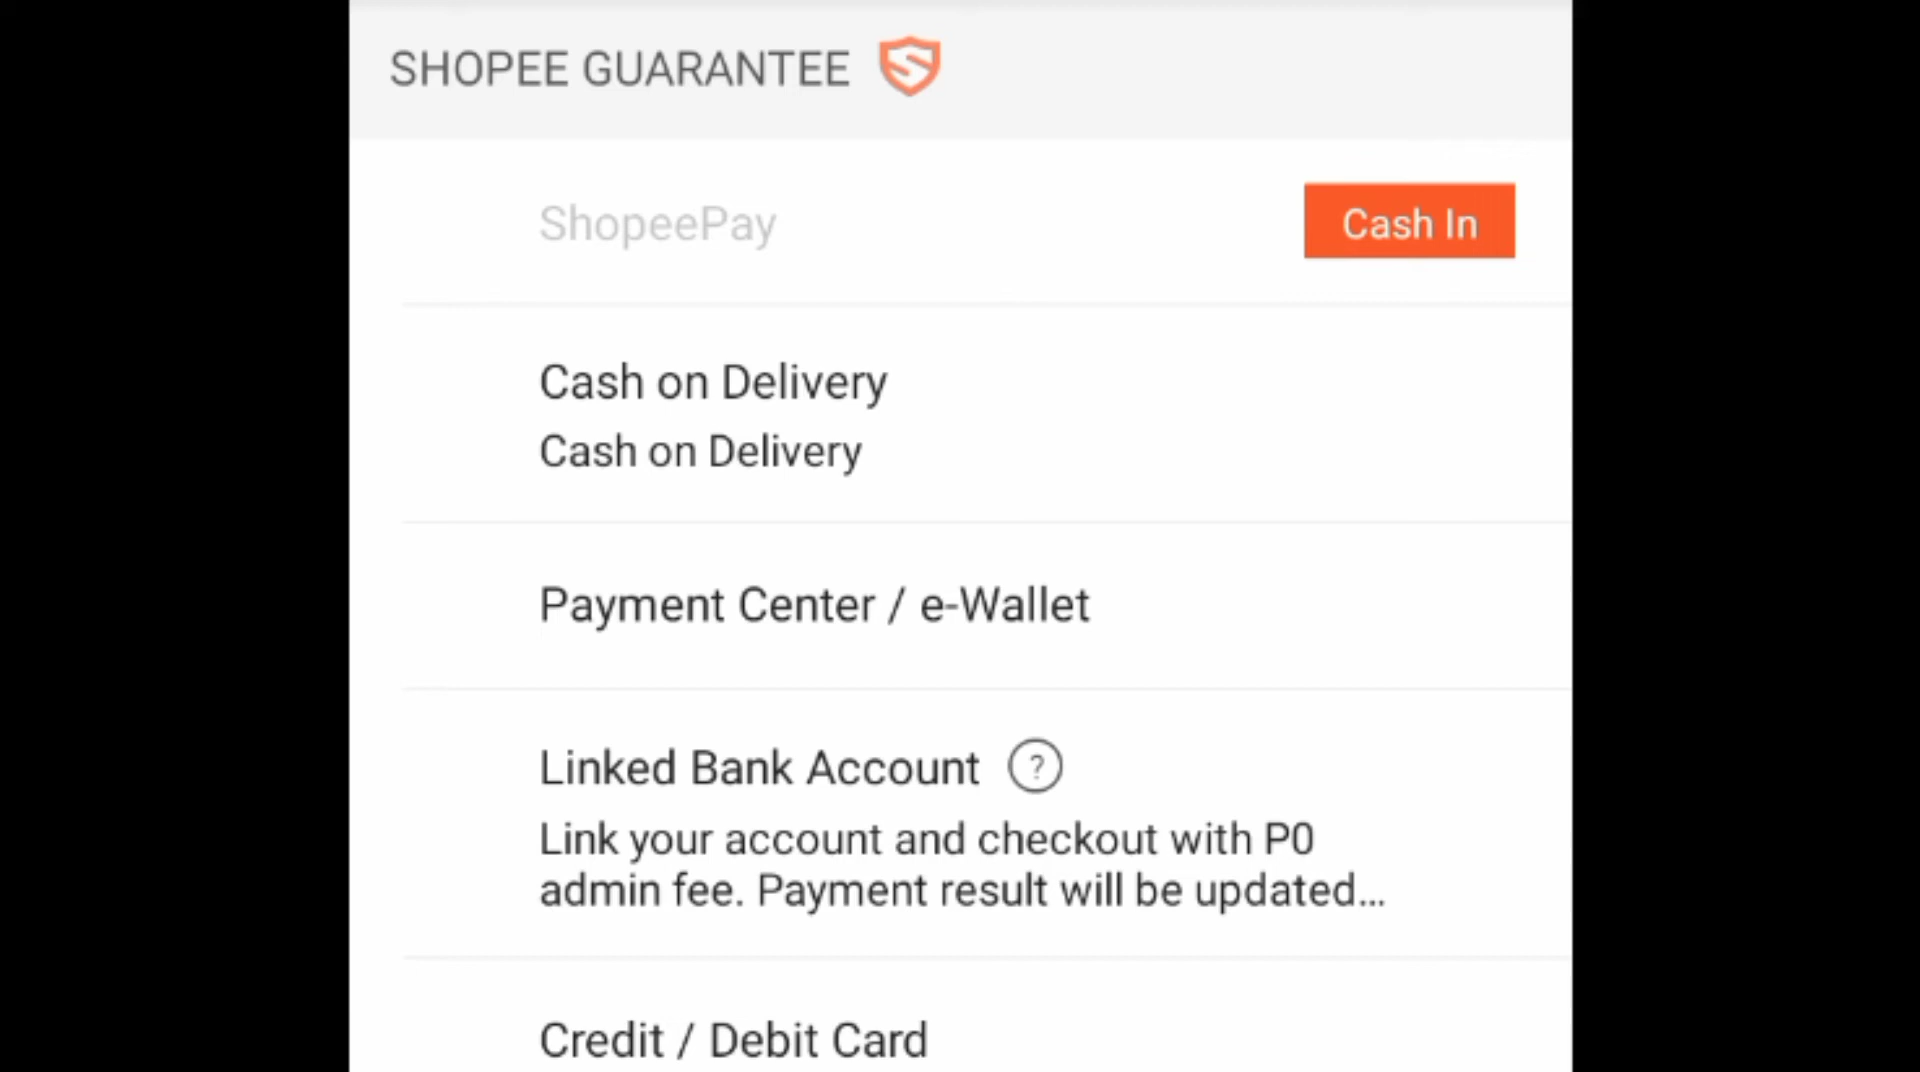 SHOPEE GUARANTEE
ShopeePay
Cash In
Cash on Delivery
Cash on Delivery
Payment Center / e-Wallet
Linked Bank Account ?
Link your account and checkout with P0
admin fee. Payment result will be updated...
Credit / Debit Card